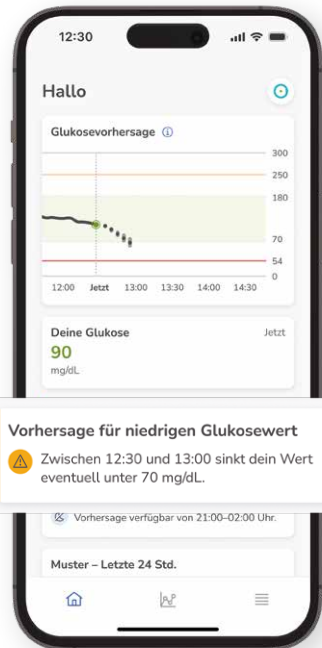 12:30
Hallo
Glukosevorhersage
300
250
180
70
54
0
12:00 Jetzt 13:00 13:30 14:00 14:30
Deine Glukose Jetzt
90
mg/dL
Vorhersage für niedrigen Glukosewert
Zwischen 12:30 und 13:00 sinkt dein Wert
eventuell unter 70 mg/dL.
Vorhersage verfügbar von 21:00–02:00 Uhr.
Muster – Letzte 24 Std.